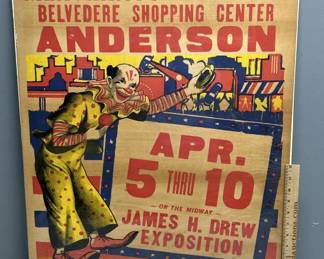 BELVEDERE SHOPPING CENTER
ANDERSON
APR.
5 THRU 10
— ON THE MIDWAY —
JAMES H. DREW
EXPOSITION